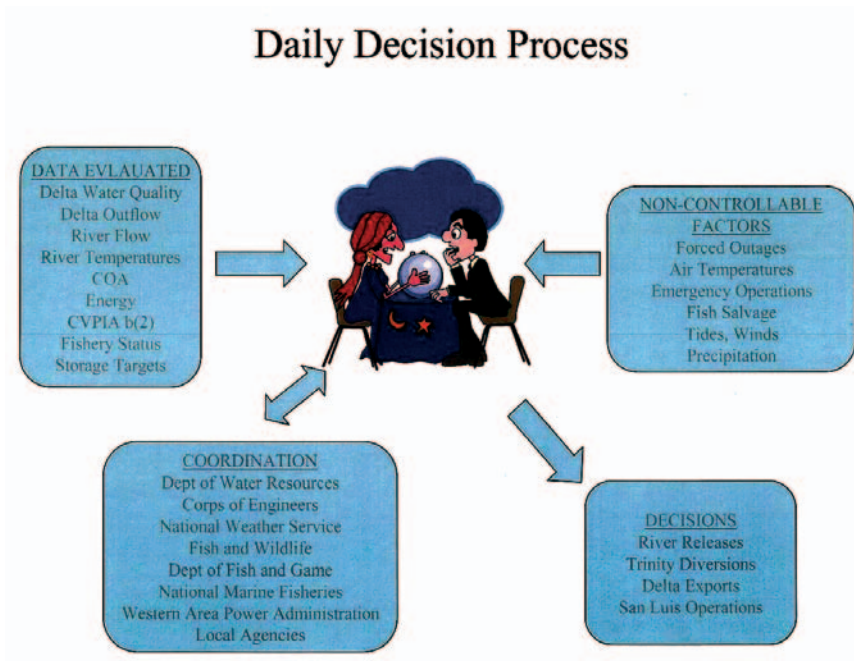 Daily Decision Process
DATA EVLAUATED
Delta Water Quality
Delta Outflow
River Flow
River Temperatures
COA
Energy
CVPIA b(2)
Fishery Status
Storage Targets
NON-CONTROLLABLE
FACTORS
Forced Outages
Air Temperatures
Emergency Operations
Fish Salvage
Tides, Winds
Precipitation
COORDINATION
Dept of Water Resources
Corps of Engineers
National Weather Service
Fish and Wildlife
Dept of Fish and Game
National Marine Fisheries
Western Area Power Administration
Local Agencies
DECISIONS
River Releases
Trinity Diversions
Delta Exports
San Luis Operations